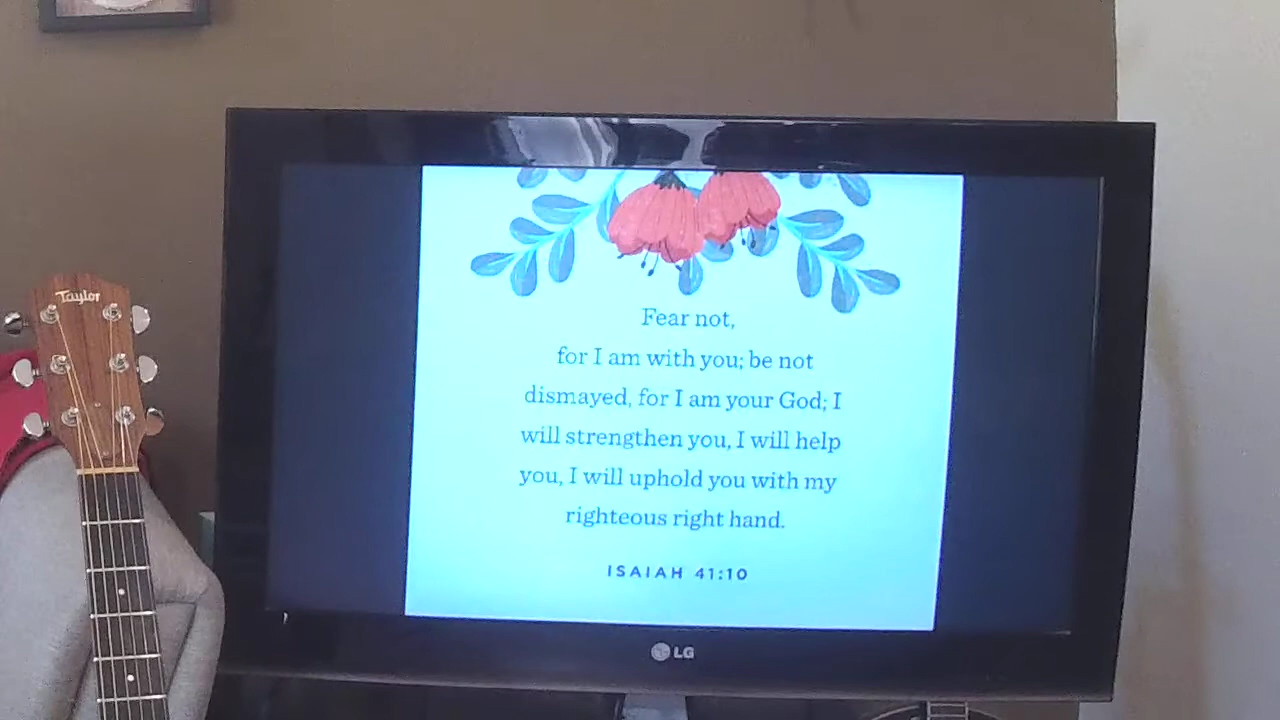 Taylor
Fear not,
for I am with you; be not
dismayed, for I am your God; I
will strengthen you, I will help
you, I will uphold you with my
righteous right hand.
ISAIAH 41:10
LG